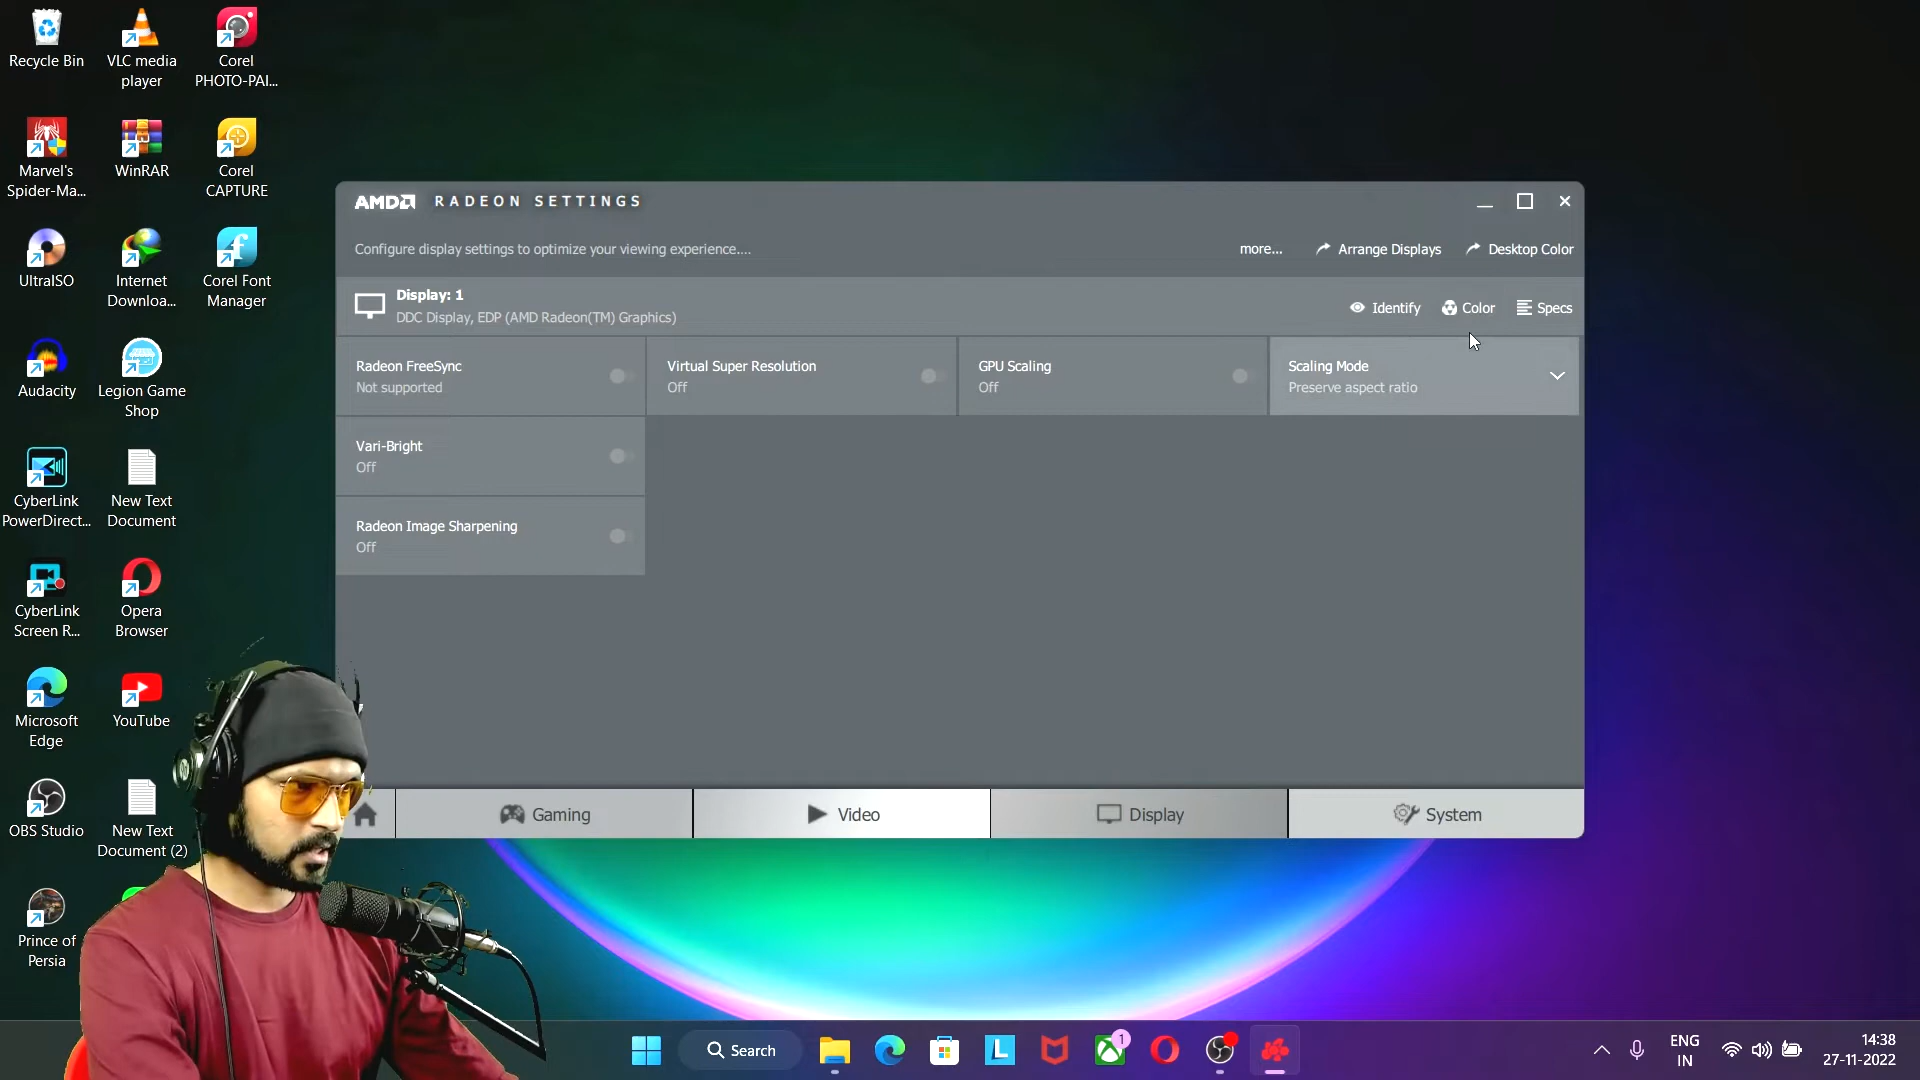 Recycle Bin
VLC media
player
Corel
PHOTO-PAI...
Marvel's
Spider-Ma...
WinRAR
Corel
CAPTURE
UltraISO
Internet
Downloa...
Corel Font
Manager
Audacity
Legion Game
Shop
CyberLink
PowerDirect...
New Text
Document
CyberLink
Screen R...
Opera
Browser
Microsoft
Edge
YouTube
OBS Studio
New Text
Document (2)
Prince of
Persia
AMD RADEON SETTINGS
Configure display settings to optimize your viewing experience....
more...
Arrange Displays
Desktop Color
Display: 1
DDC Display, EDP (AMD Radeon(TM) Graphics)
Identify
Color
Specs
Radeon FreeSync
Not supported
Virtual Super Resolution
Off
GPU Scaling
Off
Scaling Mode
Preserve aspect ratio
Vari-Bright
Off
Radeon Image Sharpening
Off
Gaming
Video
Display
System
Search
L
1
ENG
IN
14:38
27-11-2022